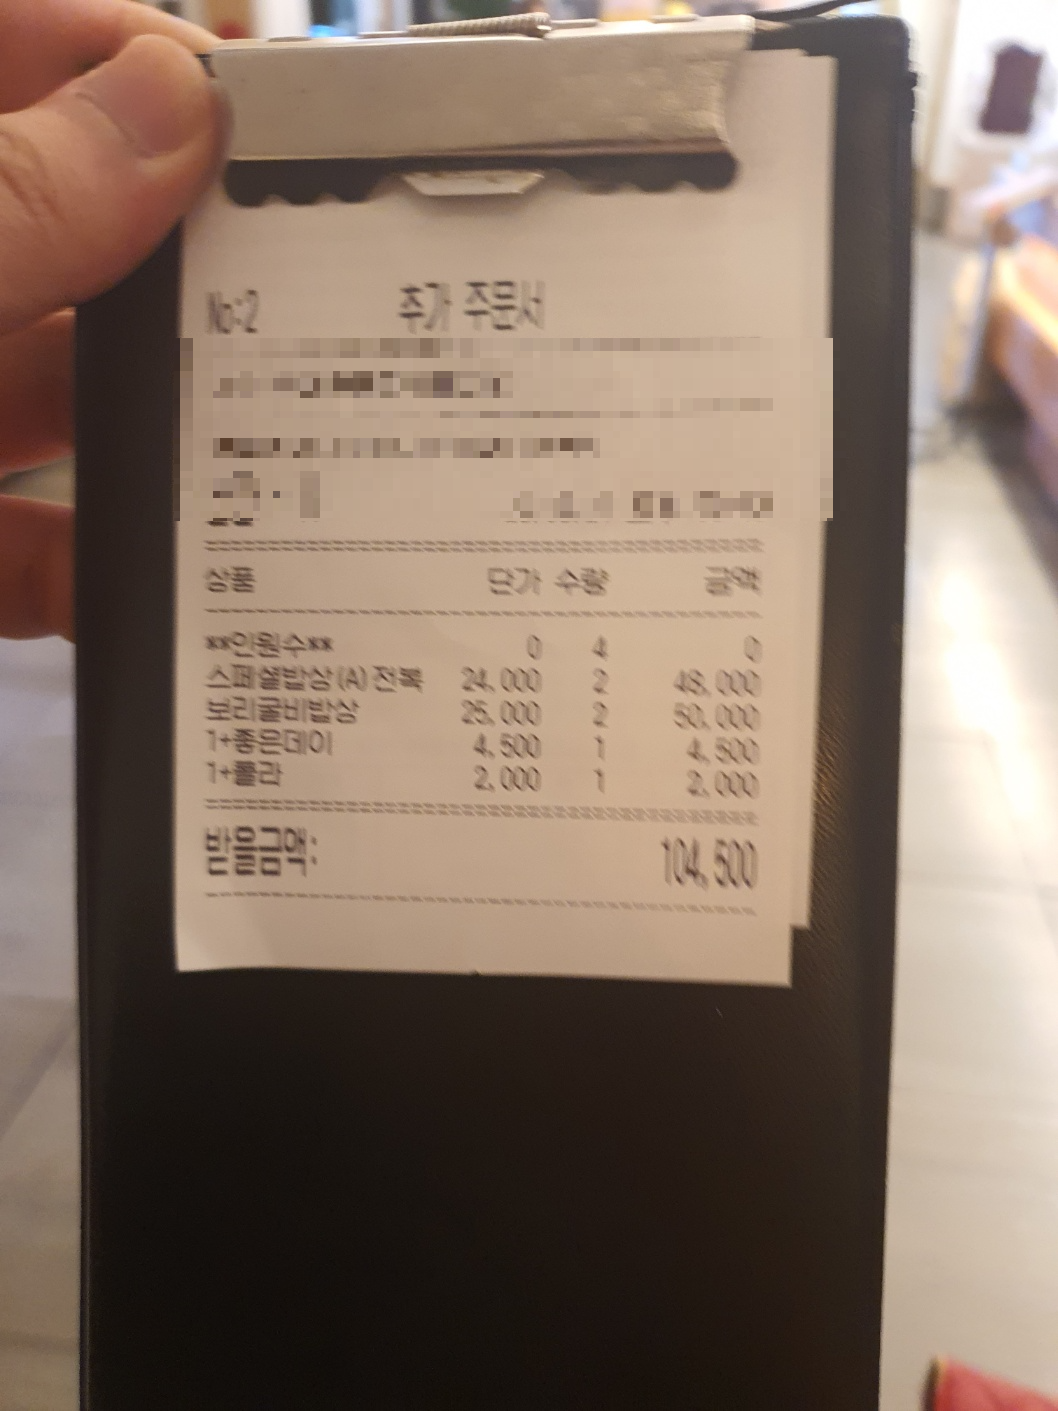 No:2 추가 주문서
상품 단가 수량 금액
**인원수** 0 4 0
스페셜밥상(A)전복 24,000 2 48,000
보리굴비밥상 25,000 2 50,000
1+좋은데이 4,500 1 4,500
1+콜라 2,000 1 2,000
받을금액: 104,500